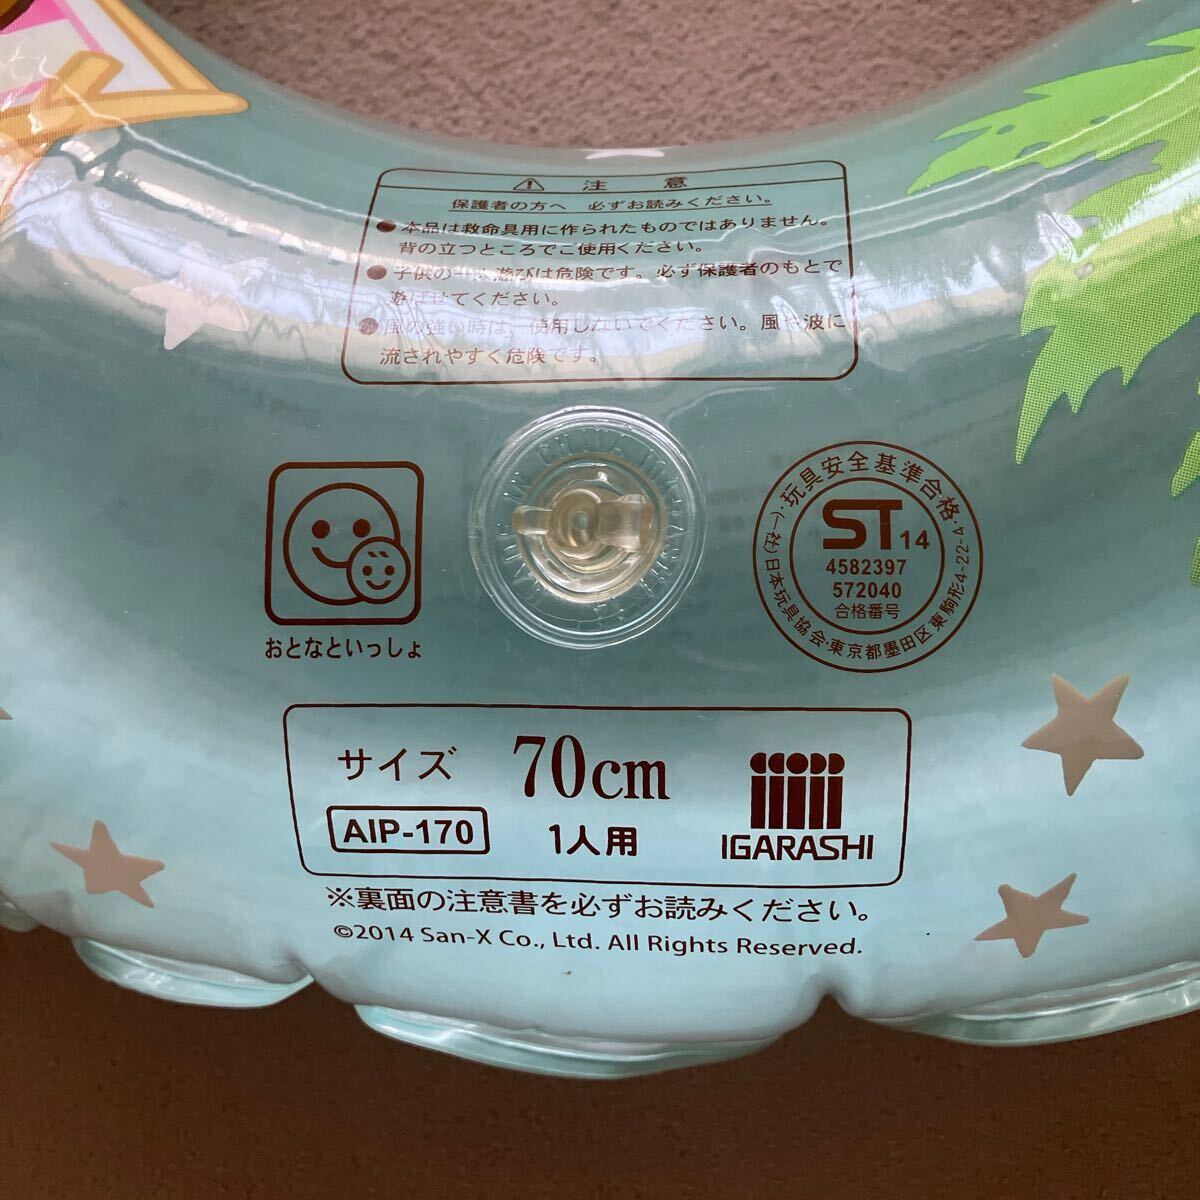 ⚠ 注 意
保護者の方へ 必ずお読みください。
● 本品は救命具用に作られたものではありません。
背の立つところでご使用ください。
● 子供の 遊びは危険です。必ず保護者のもとで
遊ばせてください。
● 風の強い時は、使用しないでください。風や波に
流されやすく危険です。
おとなといっしょ
玩具安全基準合格・
(一社)日本玩具協会・東京都墨田区東駒形4-22-4・
ST14
4582397
572040
合格番号
サイズ 70cm
AIP-170 1人用
IGARASHI
※裏面の注意書を必ずお読みください。
©2014 San-X Co., Ltd. All Rights Reserved.